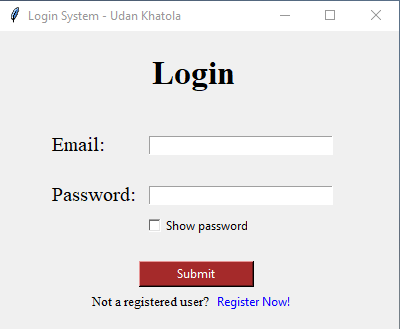 Login System - Udan Khatola
Login
Email:
Password:
Show password
Submit
Not a registered user? Register Now!